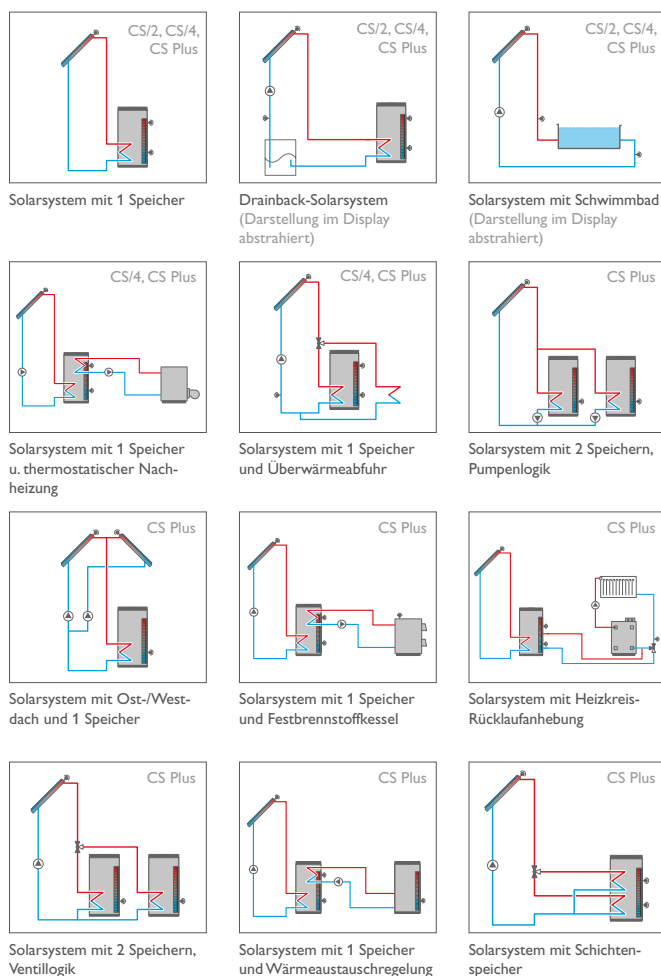 CS/2, CS/4,
CS Plus
Solarsystem mit 1 Speicher
CS/2, CS/4,
CS Plus
Drainback-Solarsystem
(Darstellung im Display
abstrahiert)
CS/2, CS/4,
CS Plus
Solarsystem mit Schwimmbad
(Darstellung im Display
abstrahiert)
CS/4, CS Plus
Solarsystem mit 1 Speicher
u. thermostatischer Nach-
heizung
CS/4, CS Plus
Solarsystem mit 1 Speicher
und Überwärmeabfuhr
CS Plus
Solarsystem mit 2 Speichern,
Pumpenlogik
CS Plus
Solarsystem mit Ost-/West-
dach und 1 Speicher
CS Plus
Solarsystem mit 1 Speicher
und Festbrennstoffkessel
CS Plus
Solarsystem mit Heizkreis-
Rücklaufanhebung
CS Plus
Solarsystem mit 2 Speichern,
Ventillogik
CS Plus
Solarsystem mit 1 Speicher
und Wärmeaustauschregelung
CS Plus
Solarsystem mit Schichten-
speicher